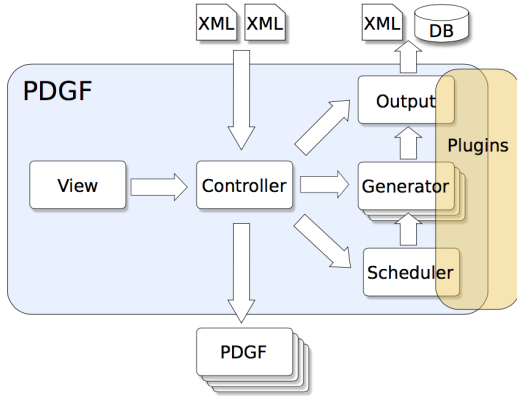 XML XML XML DB
PDGF
Output
Plugins
View Controller Generator
Scheduler
PDGF